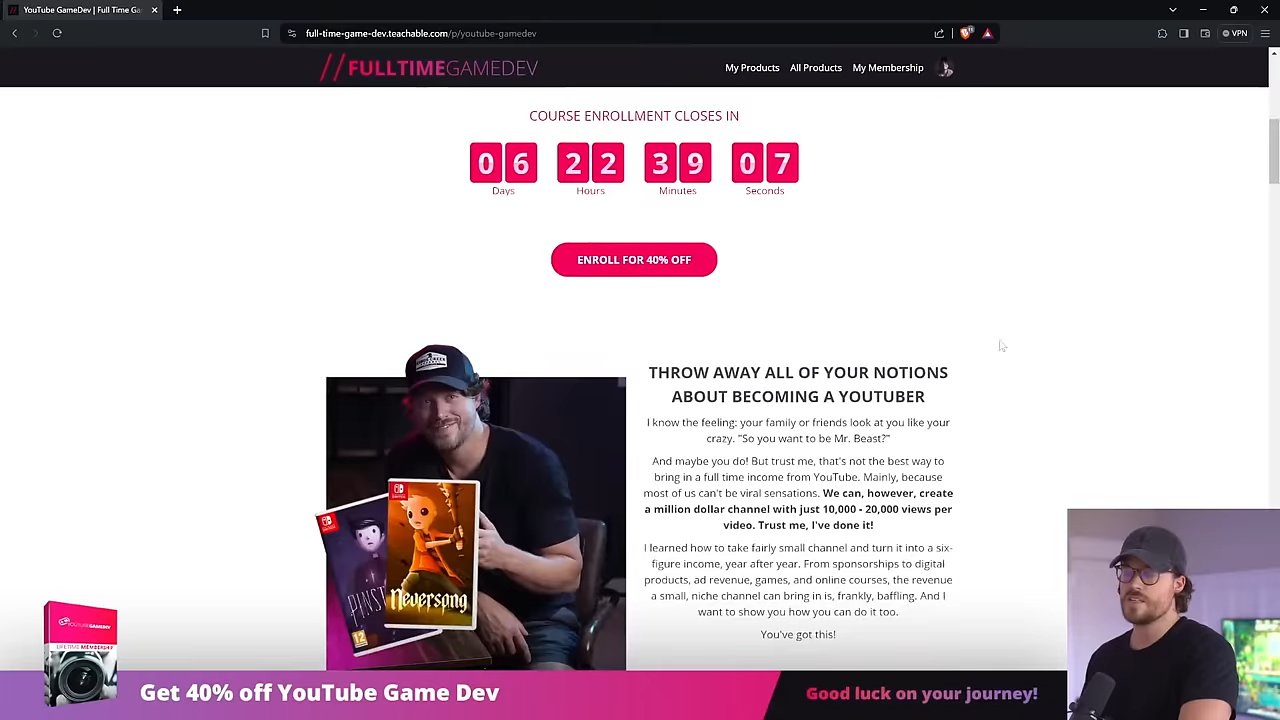 YouTube GameDev | Full Time Ga
full-time-game-dev.teachable.com/p/youtube-gamedev
VPN
//FULLTIMEGAMEDEV
My Products
All Products
My Membership
COURSE ENROLLMENT CLOSES IN
06 22 39 07
Days Hours Minutes Seconds
ENROLL FOR 40% OFF
THROW AWAY ALL OF YOUR NOTIONS
ABOUT BECOMING A YOUTUBER
I know the feeling: your family or friends look at you like your
crazy. "So you want to be Mr. Beast?"
And maybe you do! But trust me, that's not the best way to
bring in a full time income from YouTube. Mainly, because
most of us can't be viral sensations. We can, however, create
a million dollar channel with just 10,000 - 20,000 views per
video. Trust me, I've done it!
I learned how to take fairly small channel and turn it into a six-
figure income, year after year. From sponsorships to digital
products, ad revenue, games, and online courses, the revenue
a small, niche channel can bring in is, frankly, baffling. And I
want to show you how you can do it too.
You've got this!
PINST
Neversong
12
YOUTUBEGAMEDEV
LIFETIME MEMBERSHIP
Get 40% off YouTube Game Dev
Good luck on your journey!